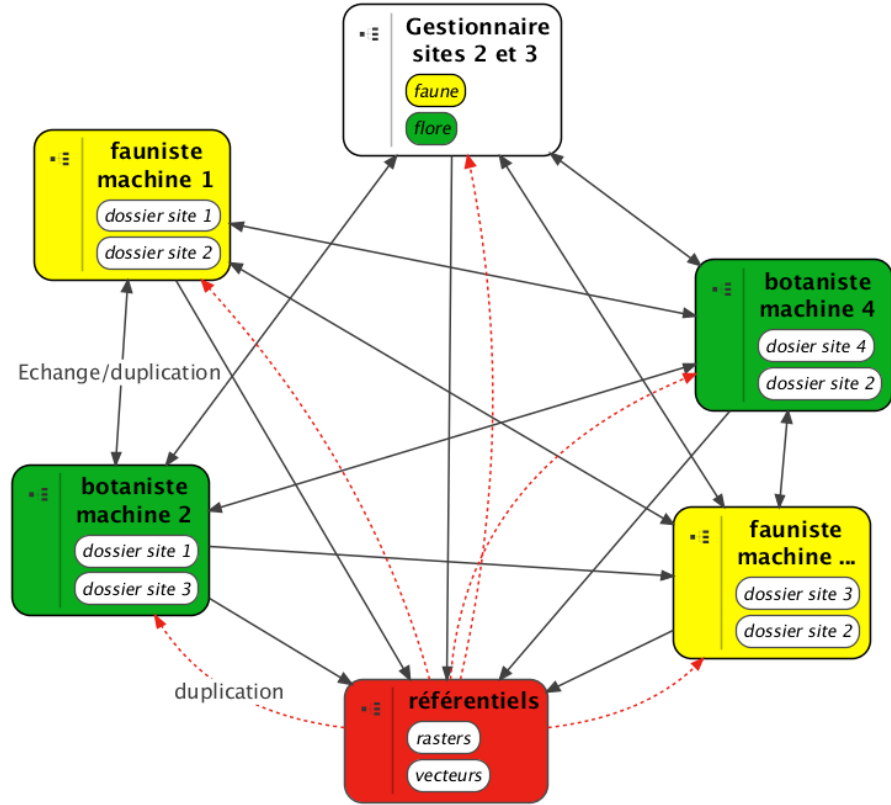 Gestionnaire
sites 2 et 3
faune
flore
fauniste
machine 1
dossier site 1
dossier site 2
botaniste
machine 4
dosier site 4
dossier site 2
Echange/duplication
botaniste
machine 2
dossier site 1
dossier site 3
fauniste
machine ...
dossier site 3
dossier site 2
duplication
référentiels
rasters
vecteurs